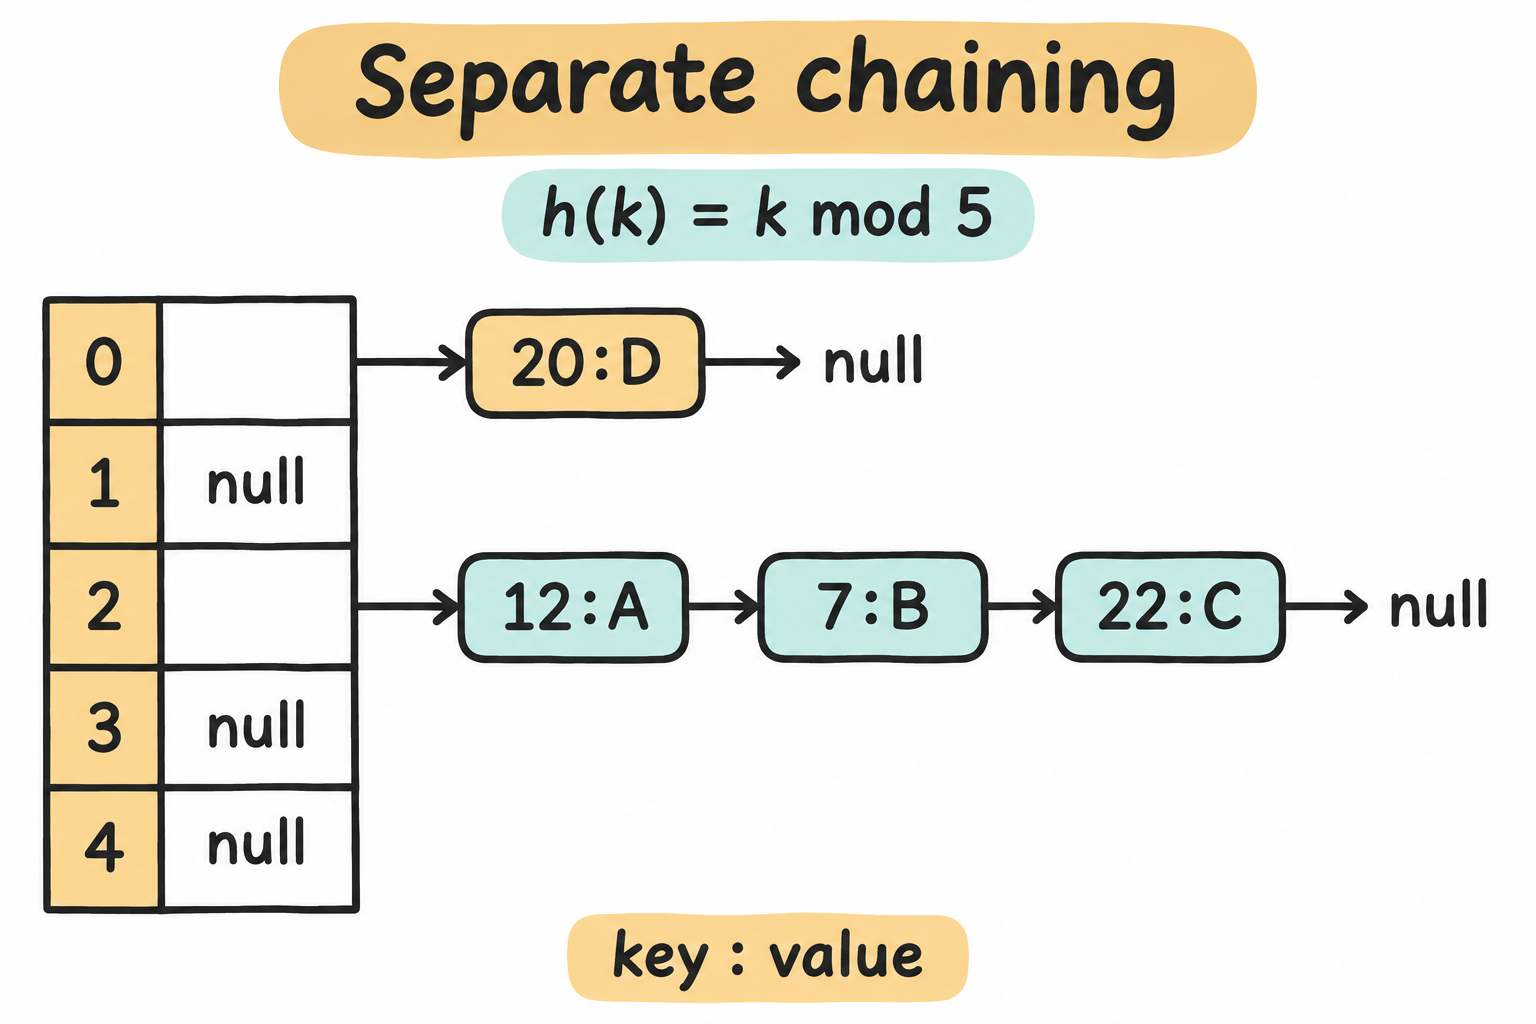 Separate chaining
h(k) = k mod 5
0 20:D null
1 null
2 12:A 7:B 22:C null
3 null
4 null
key : value